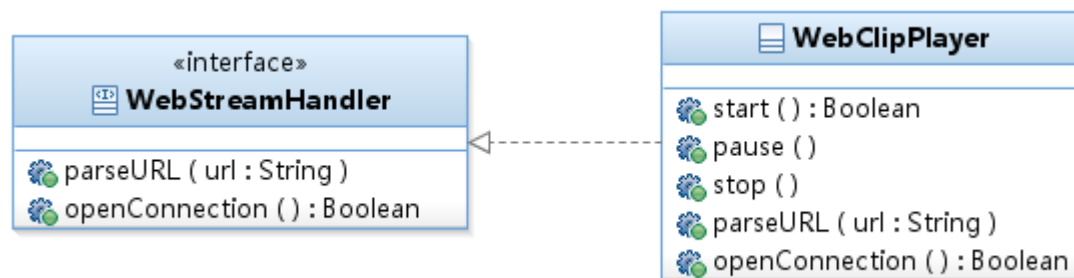 «interface»
WebStreamHandler
parseURL ( url : String )
openConnection ( ) : Boolean
WebClipPlayer
start ( ) : Boolean
pause ( )
stop ( )
parseURL ( url : String )
openConnection ( ) : Boolean